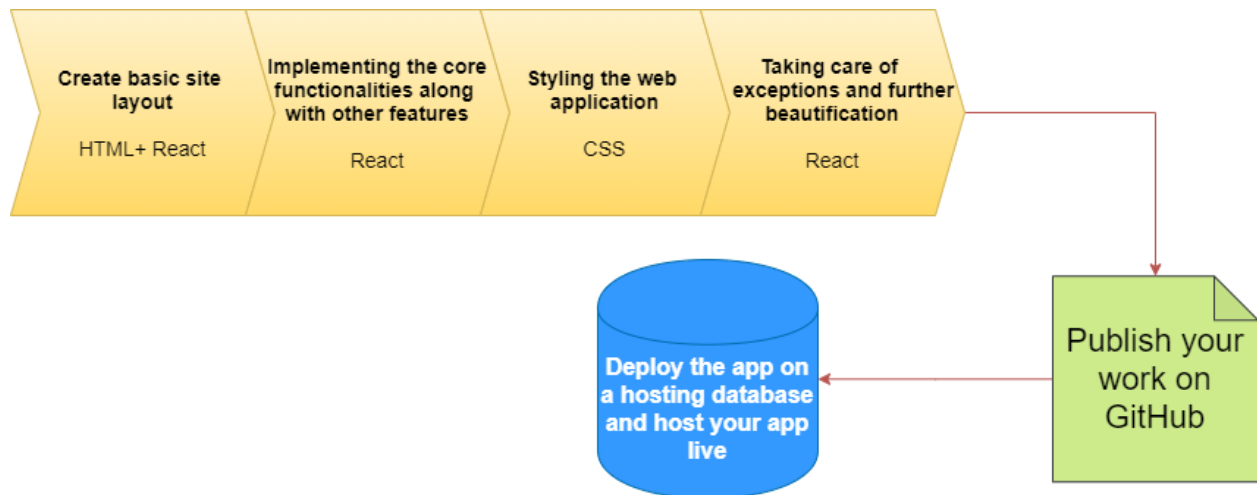 Create basic site
layout
HTML+ React
Implementing the core
functionalities along
with other features
React
Styling the web
application
CSS
Taking care of
exceptions and further
beautification
React
Publish your
work on
GitHub
Deploy the app on
a hosting database
and host your app
live